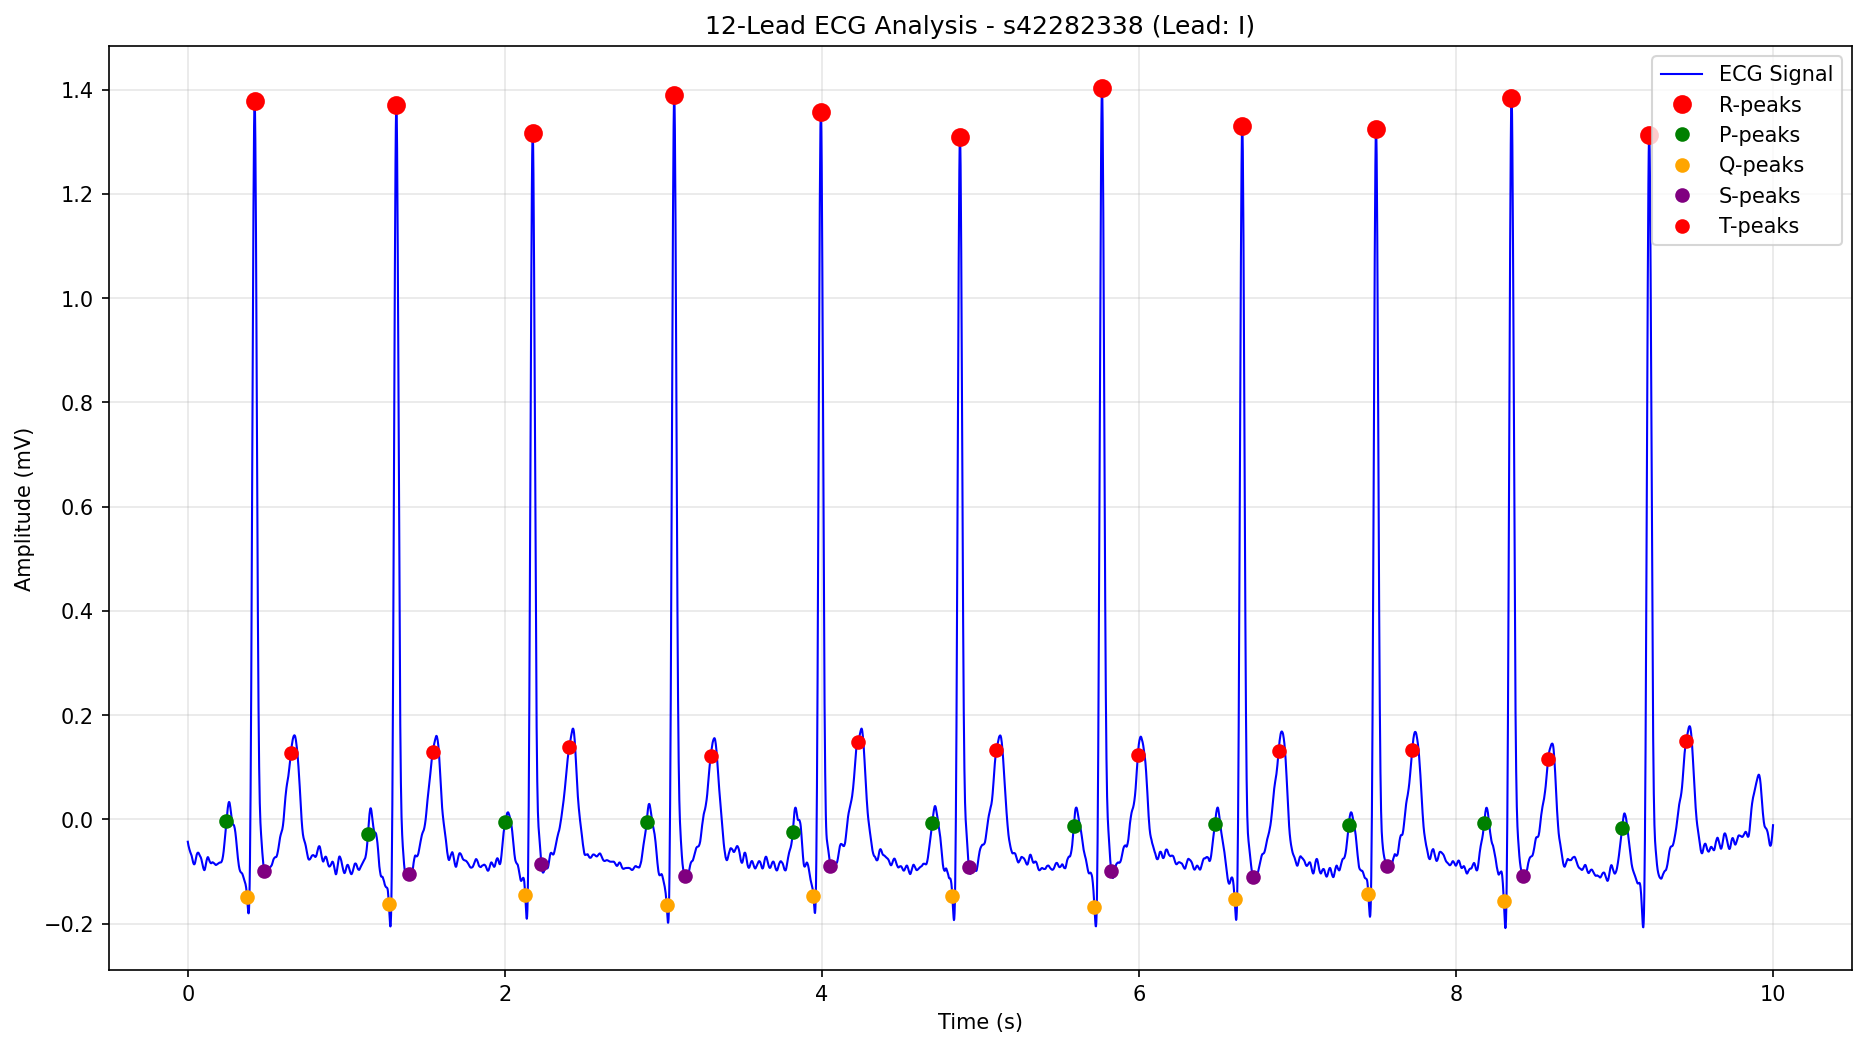 12-Lead ECG Analysis - s42282338 (Lead: I)
ECG Signal
R-peaks
P-peaks
Q-peaks
S-peaks
T-peaks
Amplitude (mV)
1.4
1.2
1.0
0.8
0.6
0.4
0.2
0.0
−0.2
0 2 4 6 8 10
Time (s)